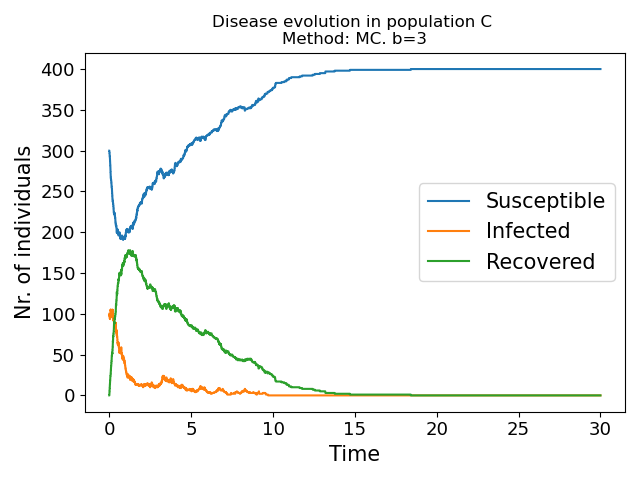 Disease evolution in population C
Method: MC. b=3
Nr. of individuals
400
350
300
250
200
150
100
50
0
Susceptible
Infected
Recovered
0 5 10 15 20 25 30
Time